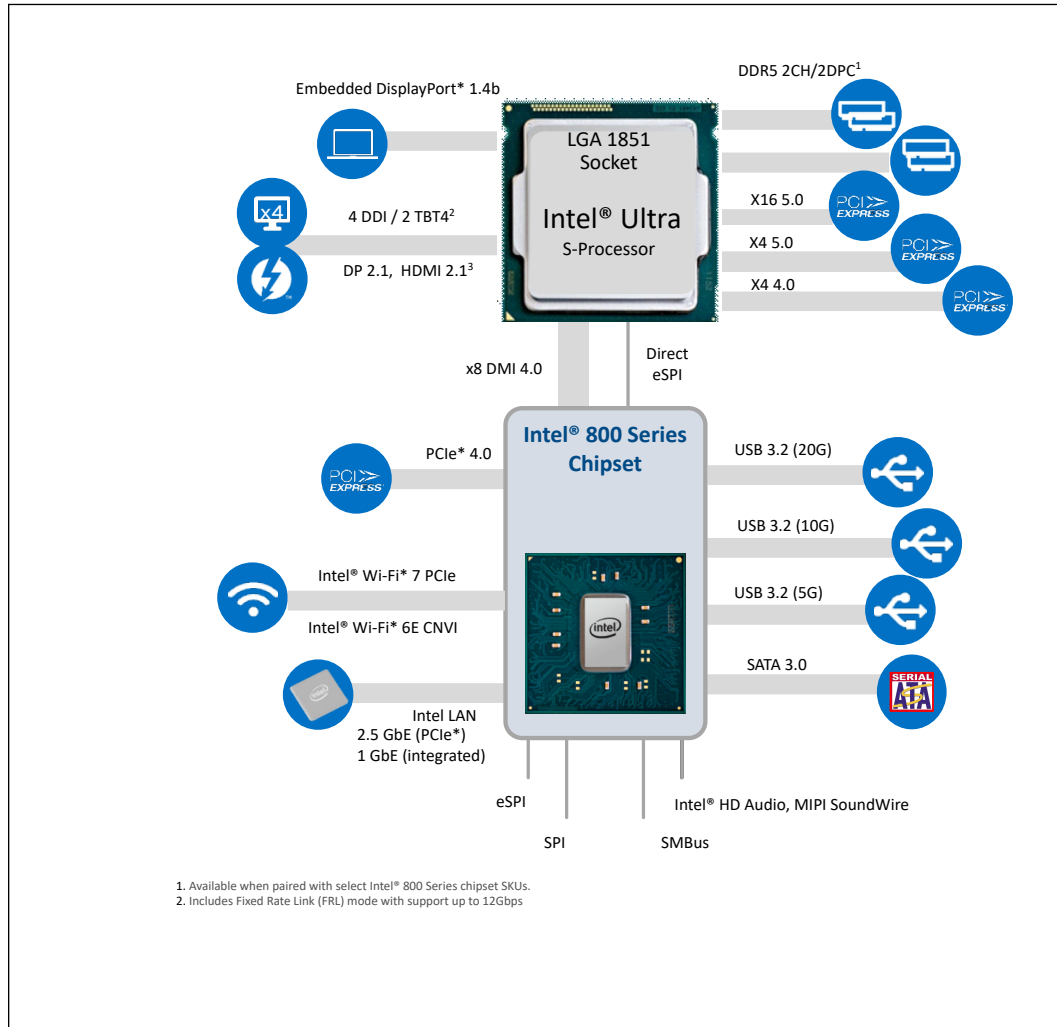 Embedded DisplayPort* 1.4b
DDR5 2CH/2DPC1
LGA 1851
Socket
Intel® Ultra
S-Processor
x4
4 DDI / 2 TBT42
DP 2.1, HDMI 2.13
TM
X16 5.0
PCI
EXPRESS®
X4 5.0
PCI
EXPRESS®
X4 4.0
PCI
EXPRESS®
x8 DMI 4.0
Direct
eSPI
Intel® 800 Series
Chipset
PCIe* 4.0
PCI
EXPRESS®
Intel® Wi-Fi* 7 PCIe
Intel® Wi-Fi* 6E CNVI
intel
Intel LAN
2.5 GbE (PCIe*)
1 GbE (integrated)
USB 3.2 (20G)
USB 3.2 (10G)
USB 3.2 (5G)
SATA 3.0
SERIAL
ATA
intel
eSPI
SPI
SMBus
Intel® HD Audio, MIPI SoundWire
1. Available when paired with select Intel® 800 Series chipset SKUs.
2. Includes Fixed Rate Link (FRL) mode with support up to 12Gbps